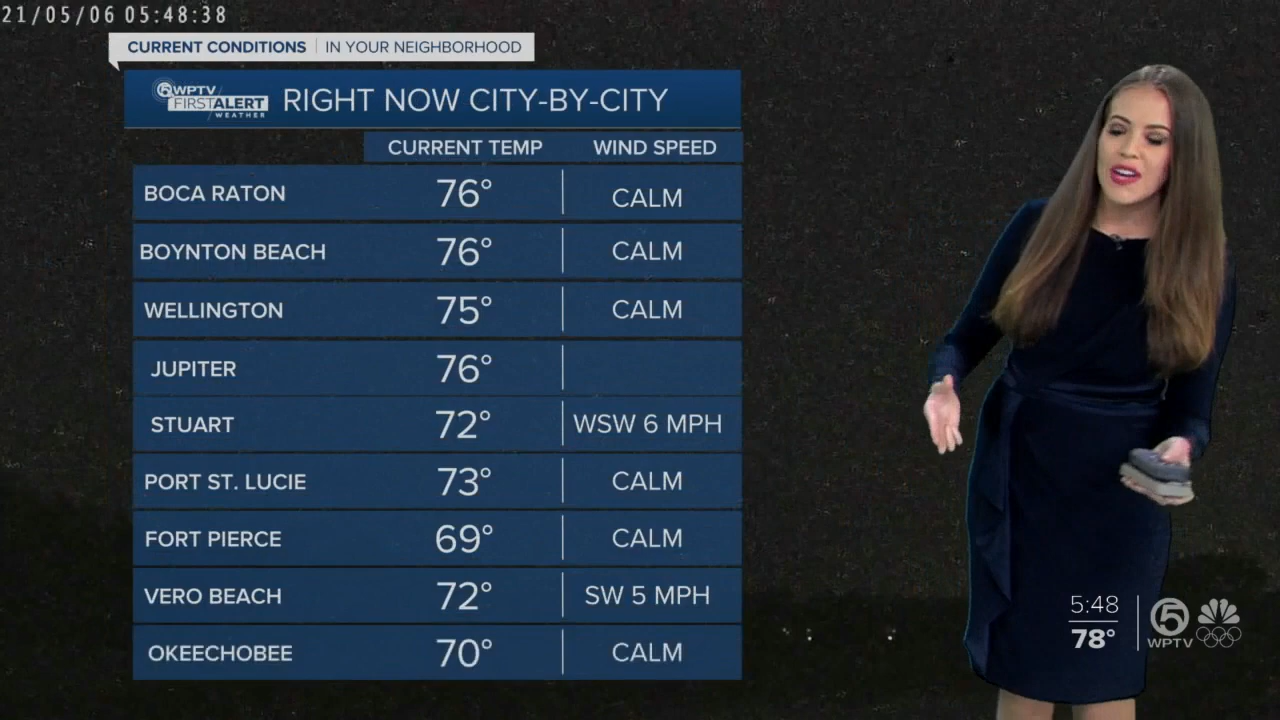 21/05/06 05:48:38
CURRENT CONDITIONS | IN YOUR NEIGHBORHOOD
5 WPTV
FIRST ALERT
WEATHER
RIGHT NOW CITY-BY-CITY
CURRENT TEMP WIND SPEED
BOCA RATON 76° CALM
BOYNTON BEACH 76° CALM
WELLINGTON 75° CALM
JUPITER 76°
STUART 72° WSW 6 MPH
PORT ST. LUCIE 73° CALM
FORT PIERCE 69° CALM
VERO BEACH 72° SW 5 MPH
OKEECHOBEE 70° CALM
5:48
78°
5
WPTV